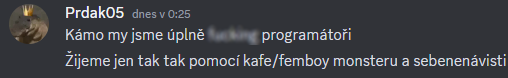 Prdak05 dnes v 0:25
Kámo my jsme úplně programátoři
Žijeme jen tak tak pomocí kafe/femboy monsteru a sebenenávisti